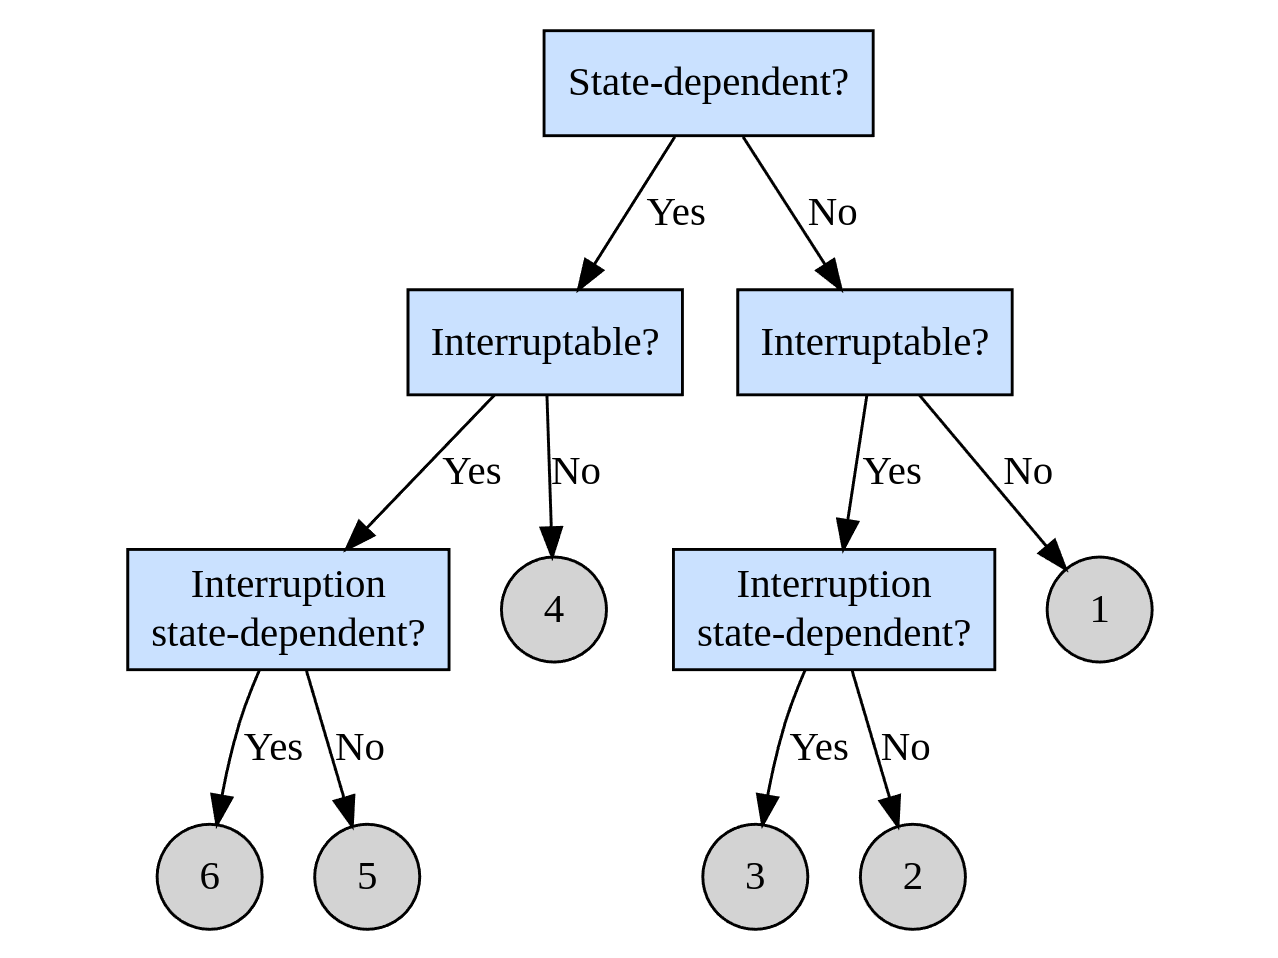 State-dependent?
Yes
No
Interruptable?
Interruptable?
Yes
No
Yes
No
Interruption
state-dependent?
4
Interruption
state-dependent?
1
Yes
No
Yes
No
6
5
3
2